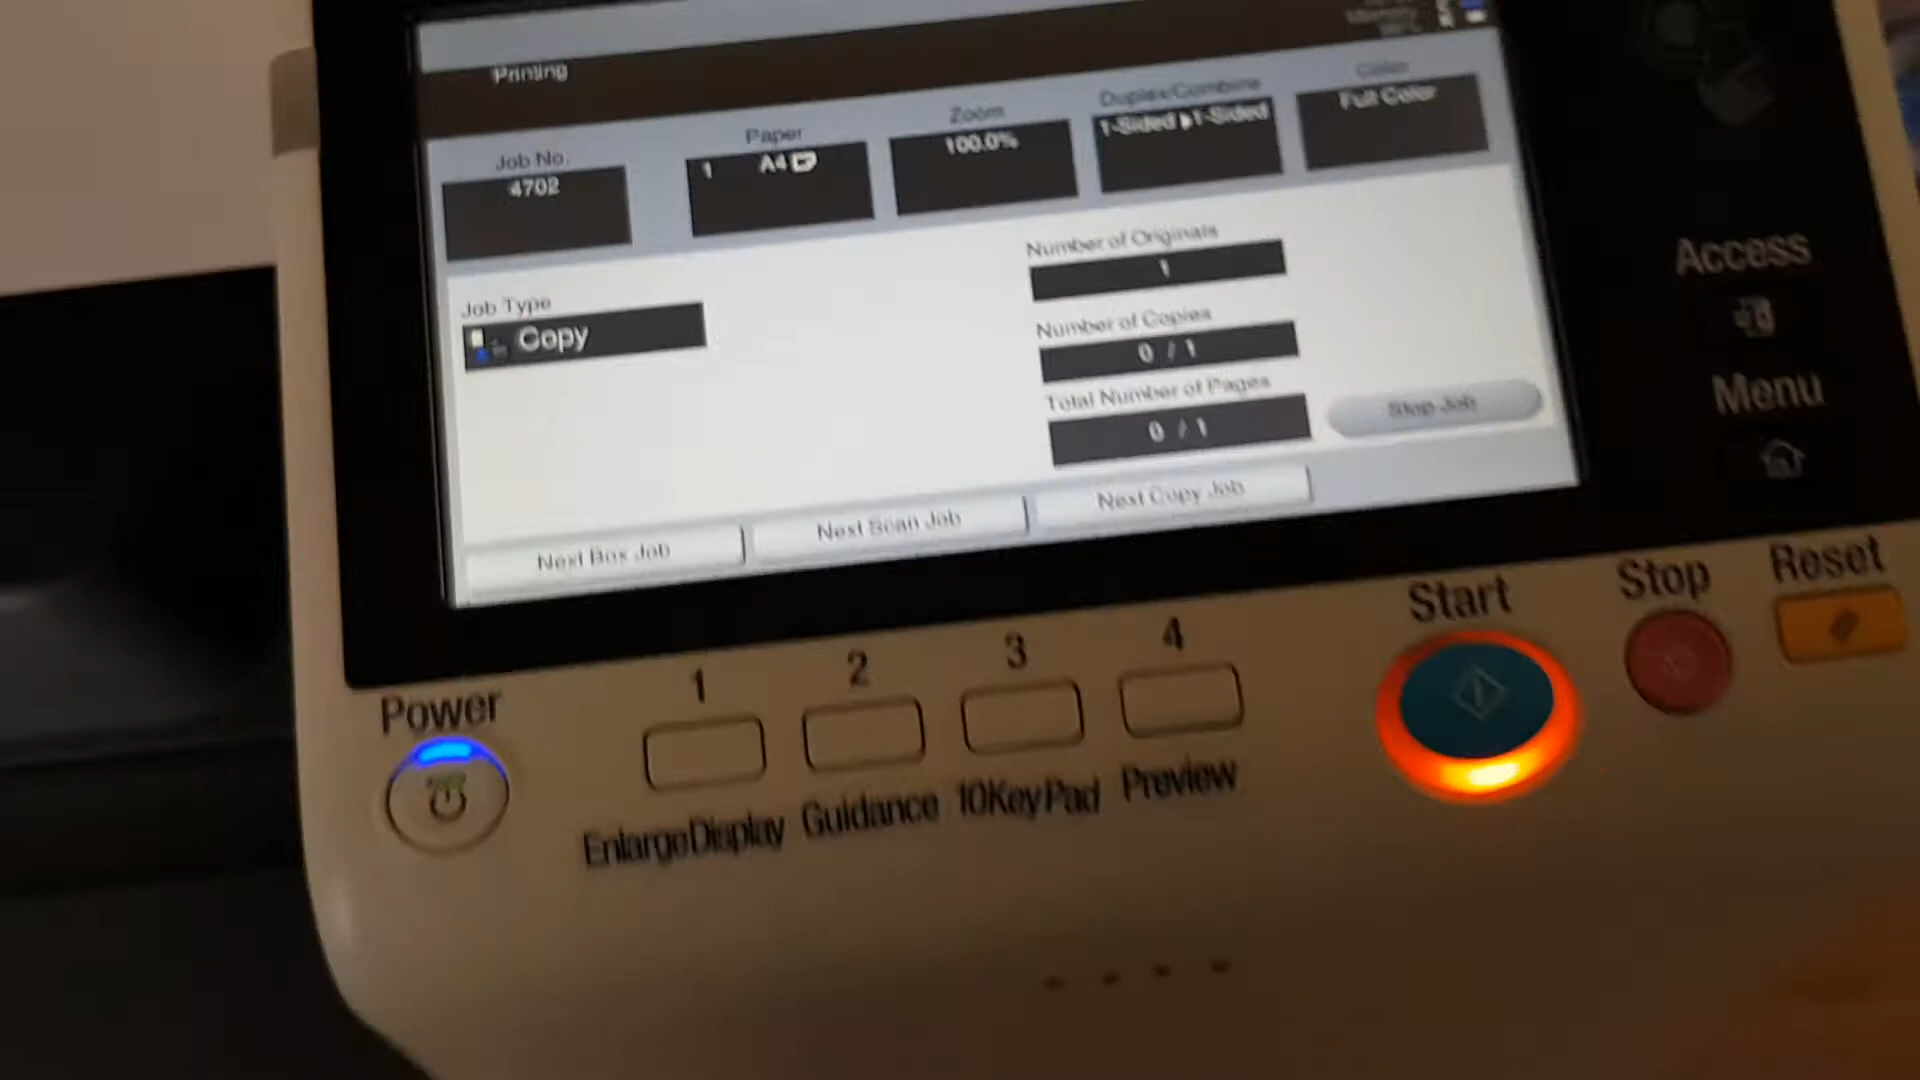 Memory
Printing
Job No.
4702
Paper
1 A4
Zoom
100.0%
Duplex/Combine
1-Sided 1-Sided
Color
Full Color
Job Type
Copy
Number of Originals
1
Number of Copies
0 / 1
Total Number of Pages
0 / 1
Stop Job
Next Box Job
Next Scan Job
Next Copy Job
Access
Menu
Power
1
2
3
4
EnlargeDisplay
Guidance
10KeyPad
Preview
Start
Stop
Reset